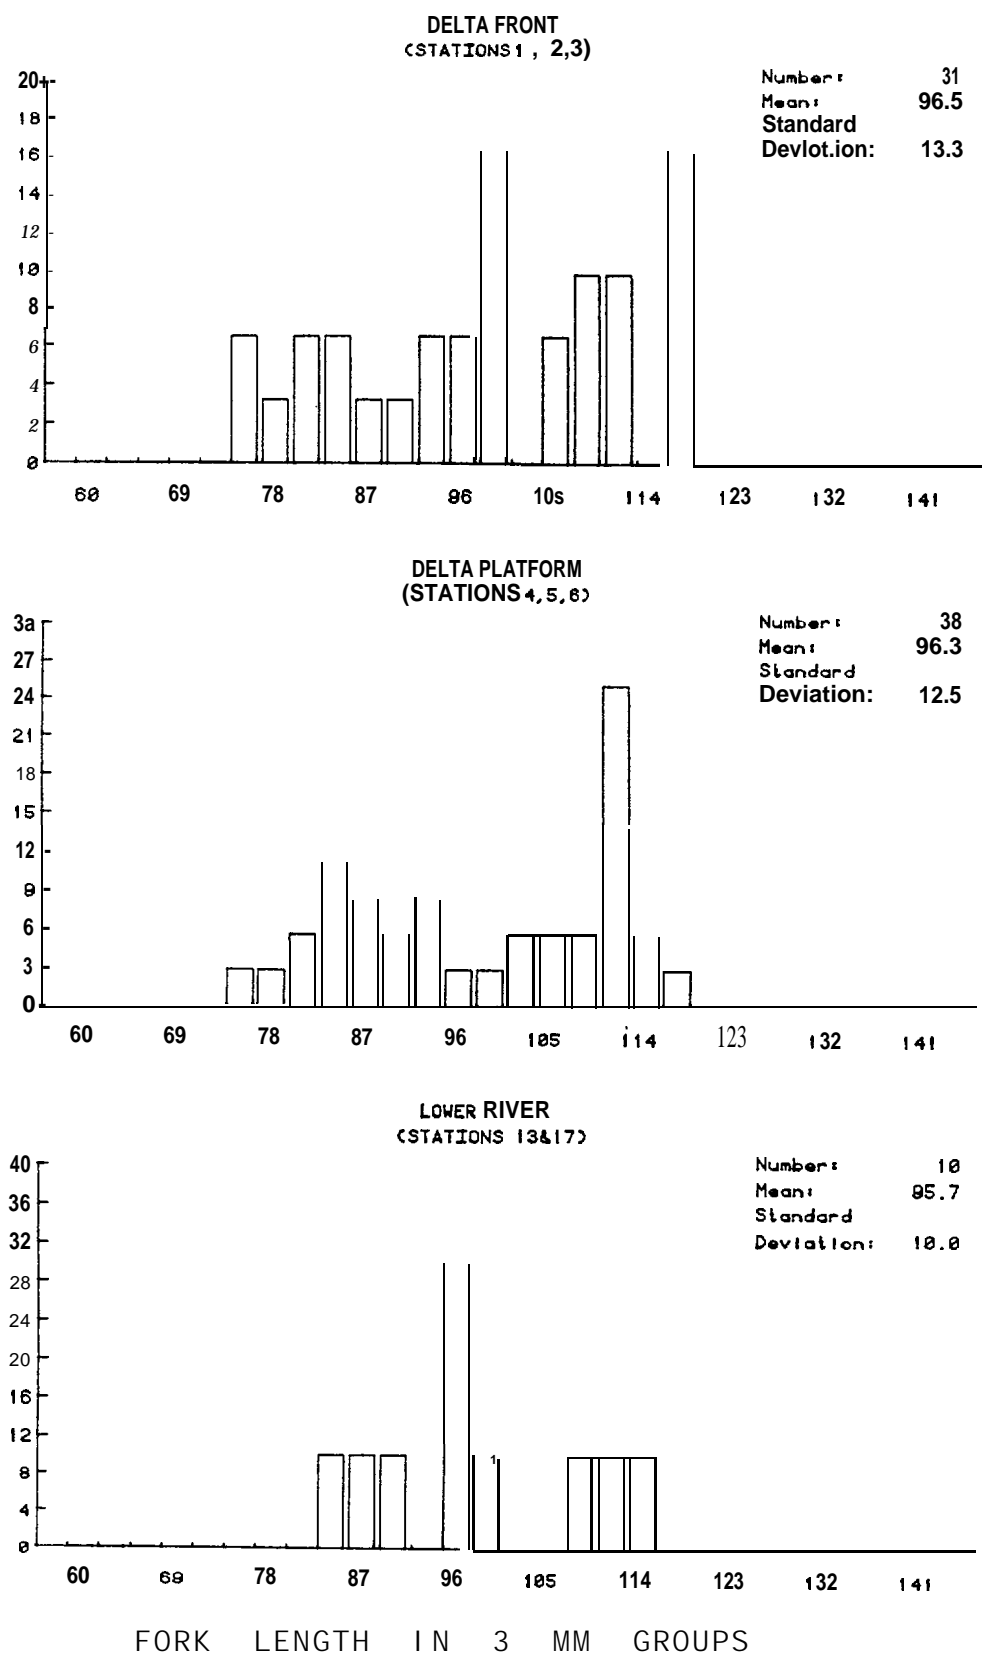 DELTA FRONT
(STATIONS 1 , 2,3)
Number: 31
Mean: 96.5
Standard
Devlot.ion: 13.3
20
18
16
14
12
10
8
6
4
2
0
60 69 78 87 96 10s 114 123 132 141
DELTA PLATFORM
(STATIONS 4,5,6)
Number: 38
Mean: 96.3
Standard
Deviation: 12.5
3a
27
24
21
18
15
12
9
6
3
0
60 69 78 87 96 105 i14 123 132 141
LOWER RIVER
(STATIONS 13&17)
Number: 10
Mean: 95.7
Standard
Deviation: 10.0
40
36
32
28
24
20
16
12
8
4
0
1
60 69 78 87 96 105 114 123 132 141
FORK LENGTH IN 3 MM GROUPS